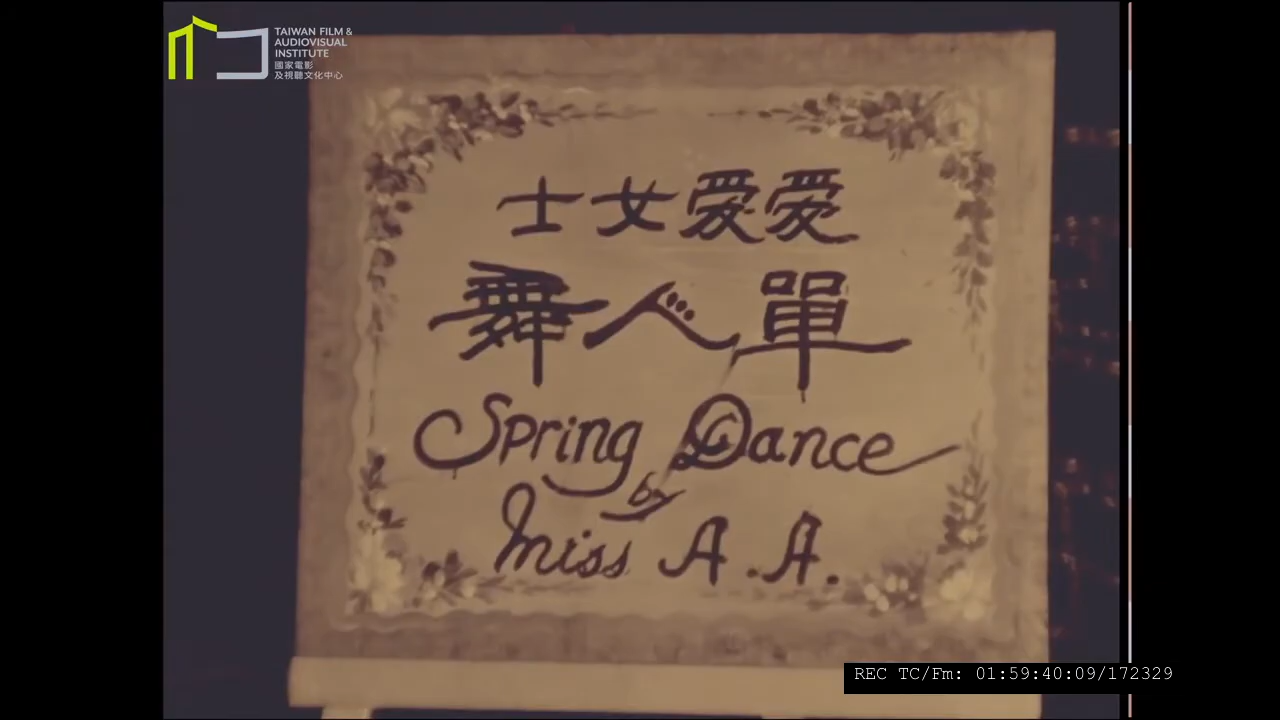 TAIWAN FILM &
AUDIOVISUAL
INSTITUTE
國家電影
及視聽文化中心
愛愛女士
單人舞
Spring Dance
by
Miss A.A.
REC TC/Fm: 01:59:40:09/172329